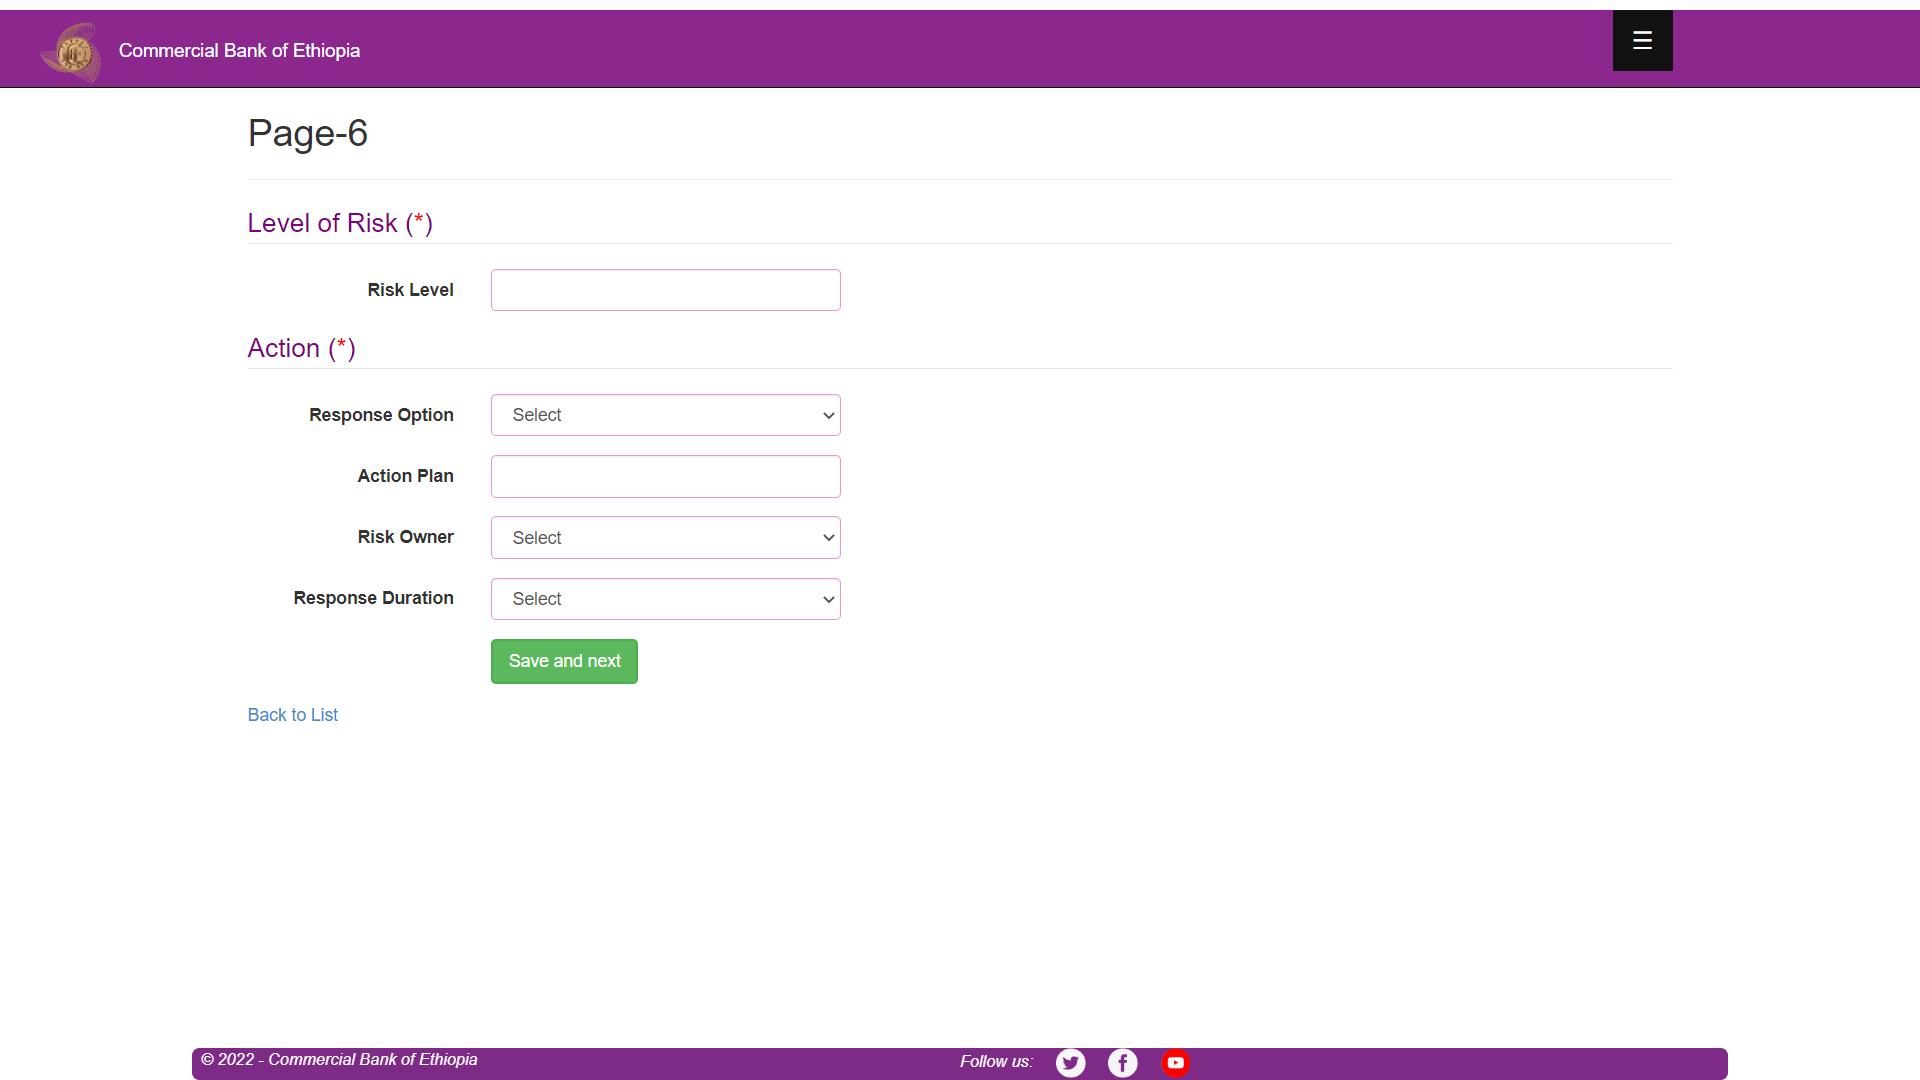 Commercial Bank of Ethiopia
Page-6
Level of Risk (*)
Risk Level
Action (*)
Response Option
Select
Action Plan
Risk Owner
Select
Response Duration
Select
Save and next
Back to List
© 2022 - Commercial Bank of Ethiopia
Follow us: